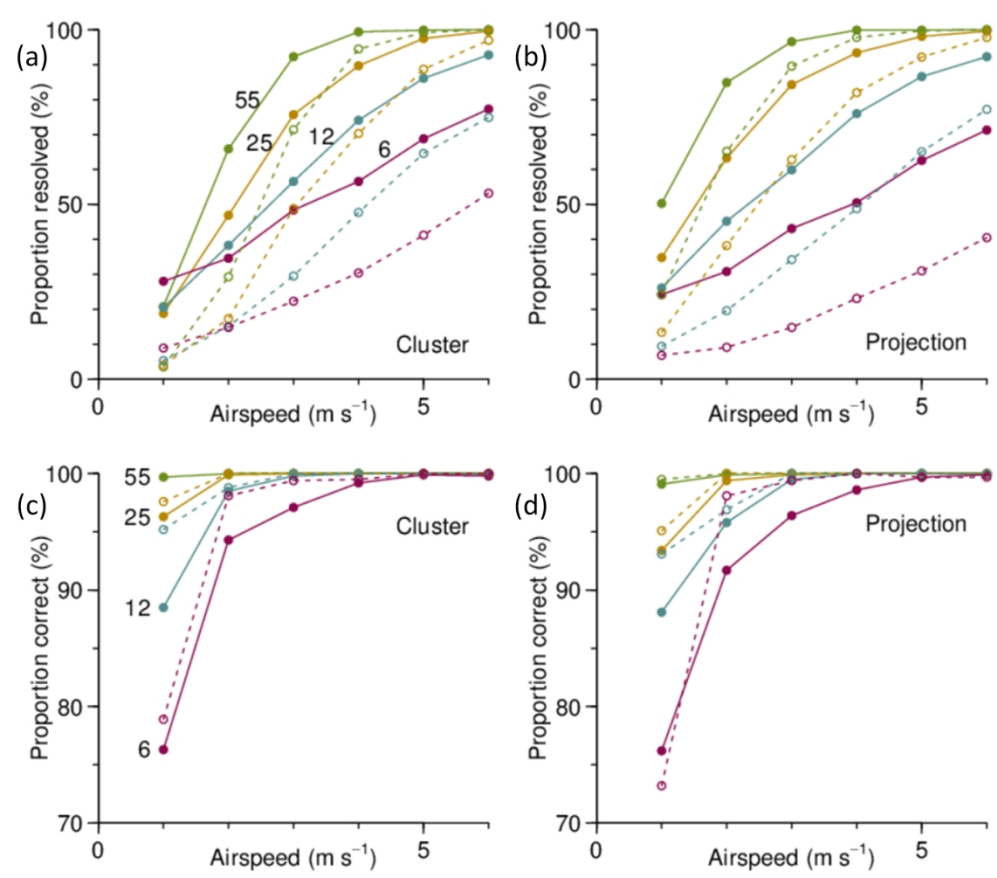 (a)
Proportion resolved (%)
100
50
0
55
25
12
6
Cluster
0
5
Airspeed (m s⁻¹)
(b)
Proportion resolved (%)
100
50
0
Projection
0
5
Airspeed (m s⁻¹)
(c)
Proportion correct (%)
100
90
80
70
55
25
12
6
Cluster
0
5
Airspeed (m s⁻¹)
(d)
Proportion correct (%)
100
90
80
70
Projection
0
5
Airspeed (m s⁻¹)